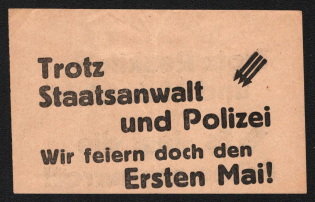 Trotz
Staatsanwalt
und Polizei
Wir feiern doch den
Ersten Mai!